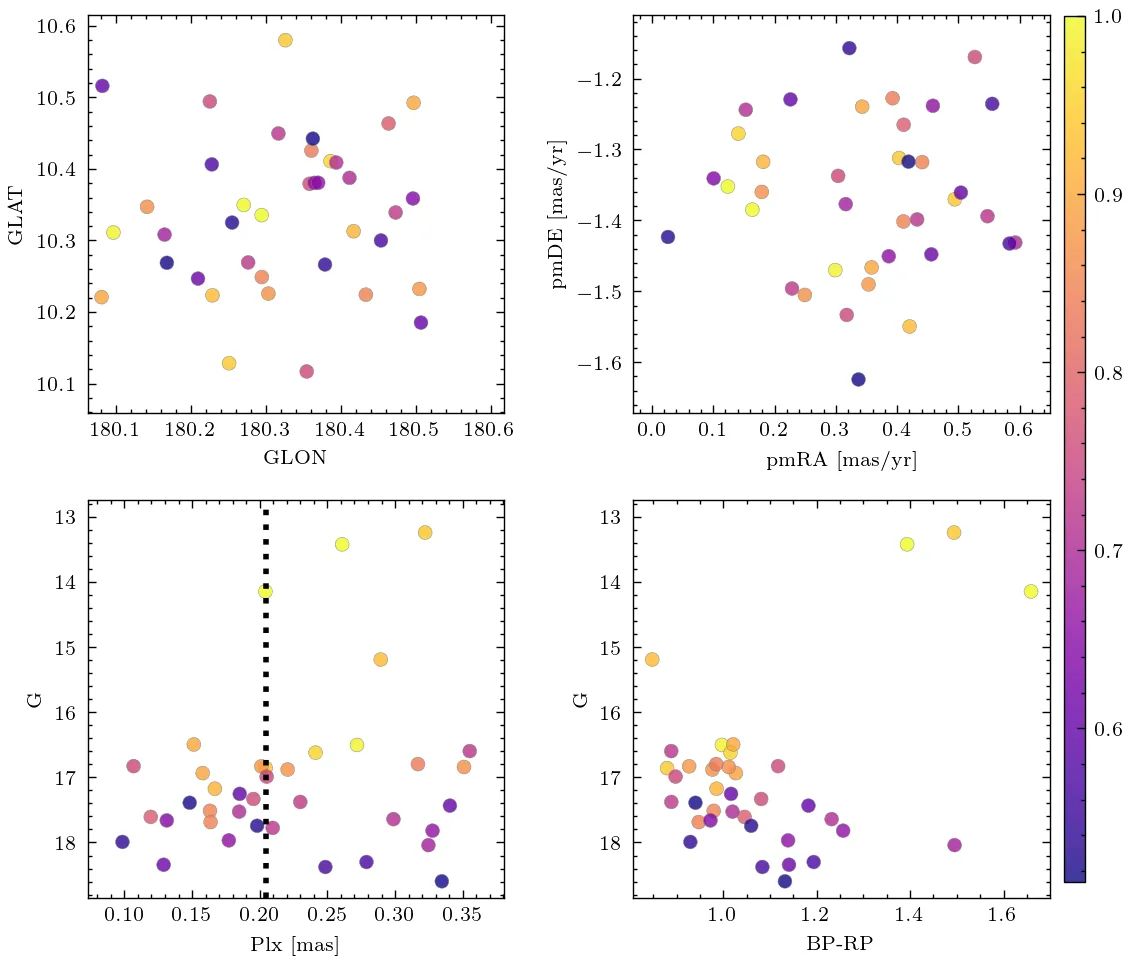 10.6
10.5
10.4
10.3
10.2
10.1
GLAT
180.1 180.2 180.3 180.4 180.5 180.6
GLON
−1.2
−1.3
−1.4
−1.5
−1.6
pmDE [mas/yr]
0.0 0.1 0.2 0.3 0.4 0.5 0.6
pmRA [mas/yr]
1.0
0.9
0.8
0.7
0.6
13
14
15
16
17
18
G
0.10 0.15 0.20 0.25 0.30 0.35
Plx [mas]
13
14
15
16
17
18
G
1.0 1.2 1.4 1.6
BP-RP